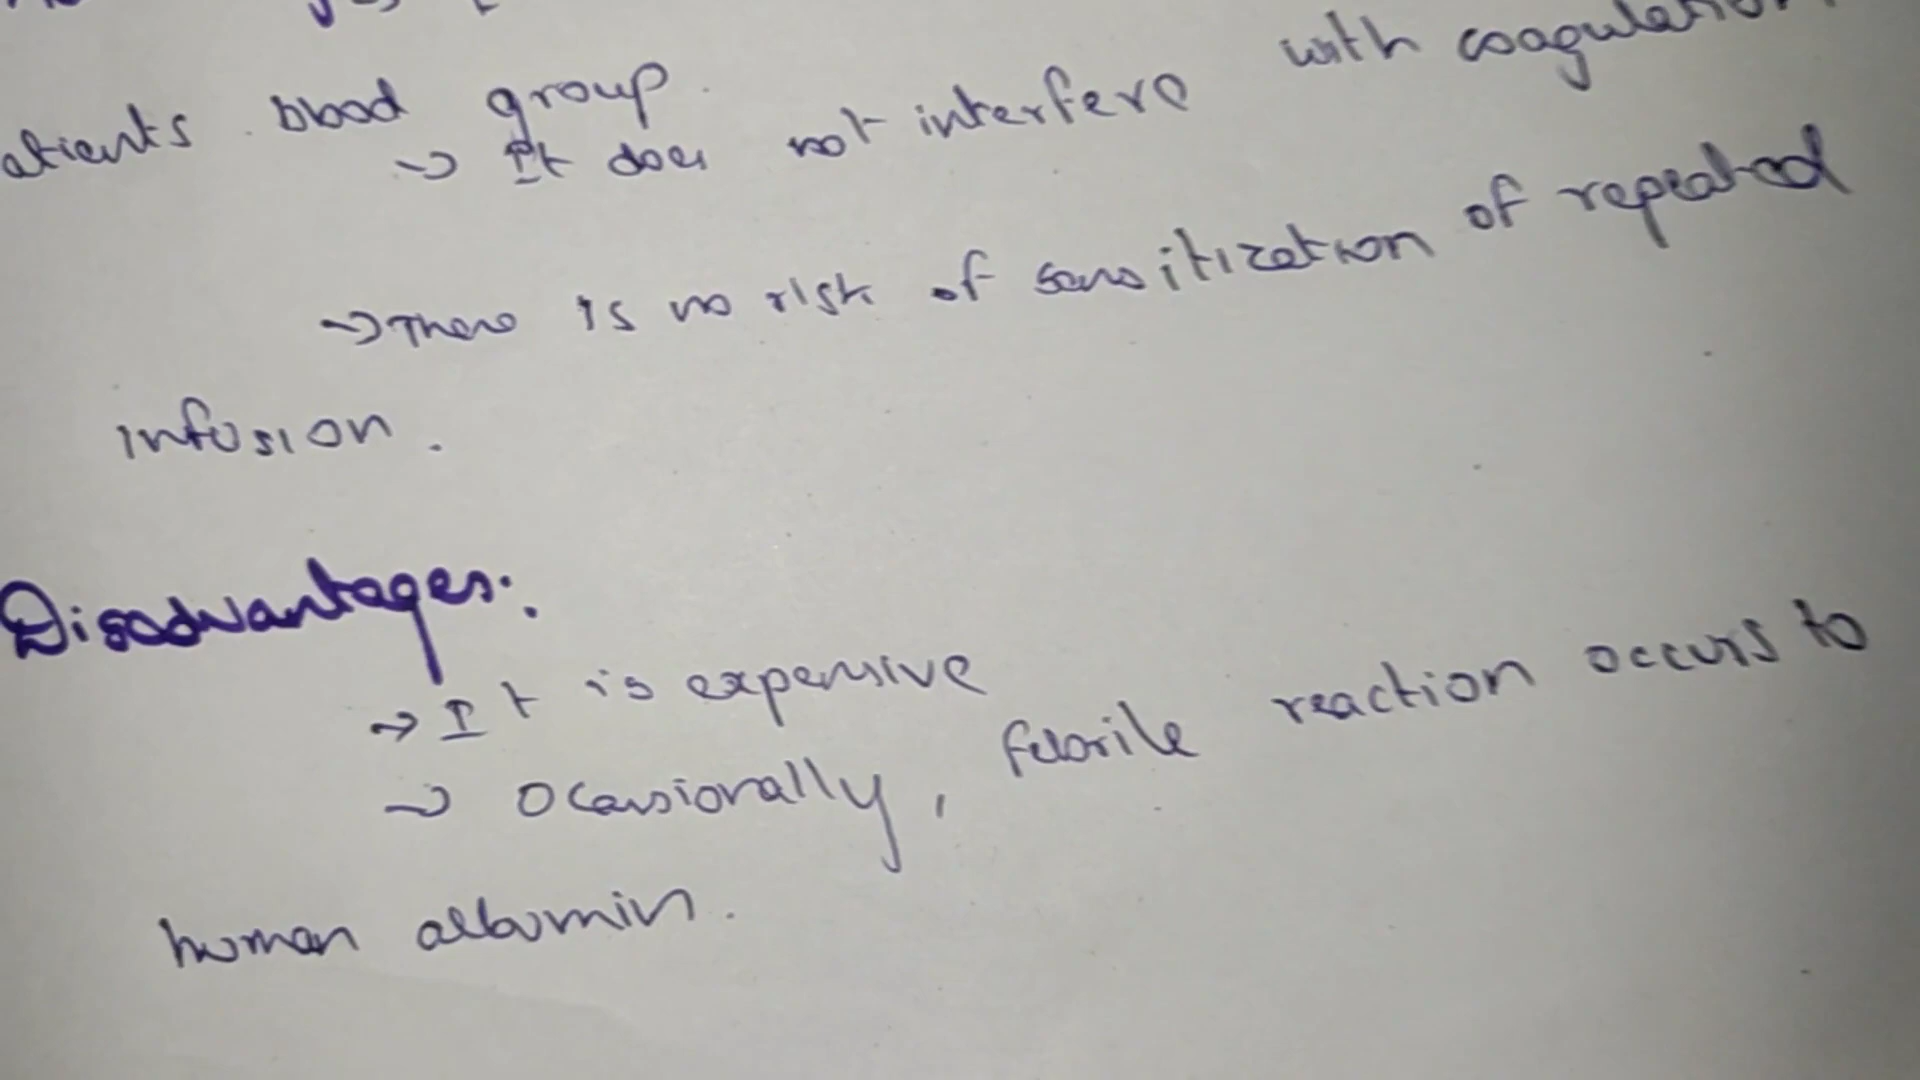 atients blood group.
→ It does not interfere with coagulation.
→ There is no risk of sensitization of repeated
infusion.
Disadvantages:
→ It is expensive
→ Ocassionally, febrile reaction occurs to
human albumin.